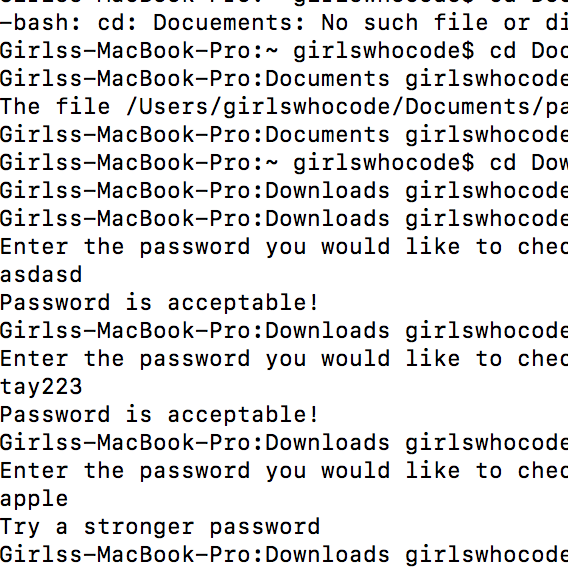 -bash: cd: Docuements: No such file or di
Girlss-MacBook-Pro:~ girlswhocode$ cd Doc
Girlss-MacBook-Pro:Documents girlswhocode
The file /Users/girlswhocode/Documents/pa
Girlss-MacBook-Pro:Documents girlswhocode
Girlss-MacBook-Pro:~ girlswhocode$ cd Dow
Girlss-MacBook-Pro:Downloads girlswhocode
Girlss-MacBook-Pro:Downloads girlswhocode
Enter the password you would like to chec
asdasd
Password is acceptable!
Girlss-MacBook-Pro:Downloads girlswhocode
Enter the password you would like to chec
tay223
Password is acceptable!
Girlss-MacBook-Pro:Downloads girlswhocode
Enter the password you would like to chec
apple
Try a stronger password
Girlss-MacBook-Pro:Downloads girlswhocode